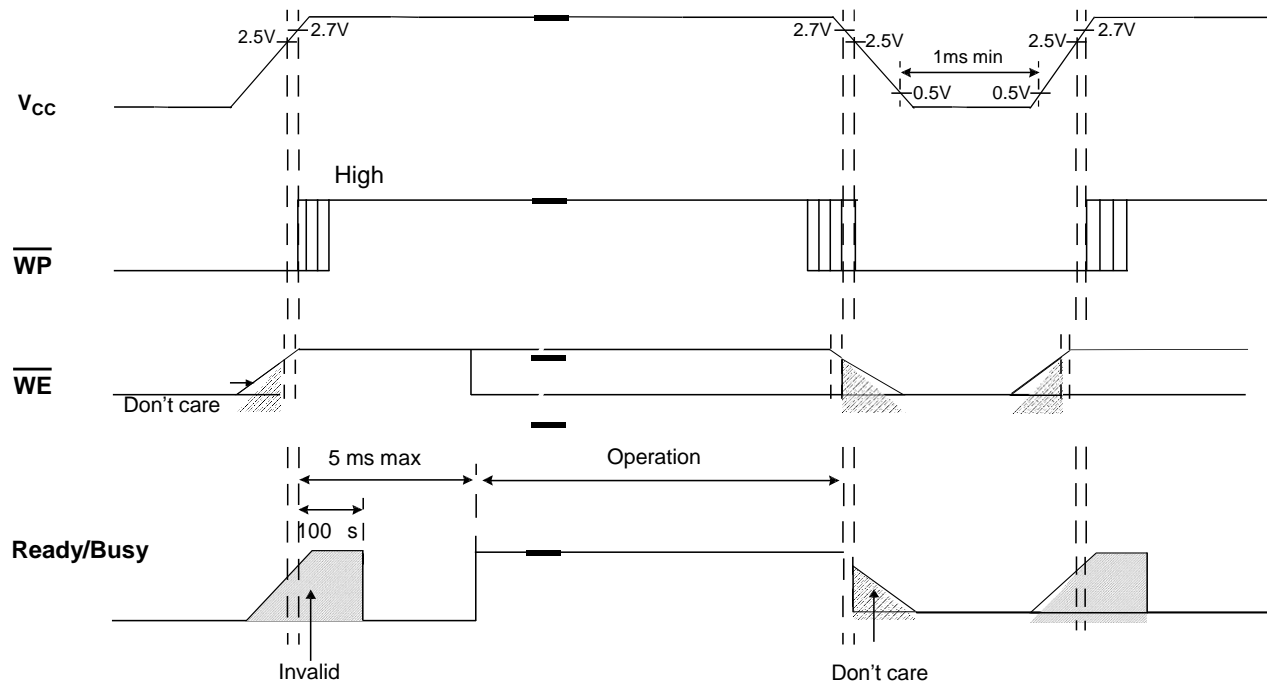 2.5V 2.7V 2.7V 2.5V 2.5V 2.7V
1ms min
0.5V 0.5V
VCC
High
WP
WE
Don't care
5 ms max
Operation
100 s
Ready/Busy
Invalid
Don't care